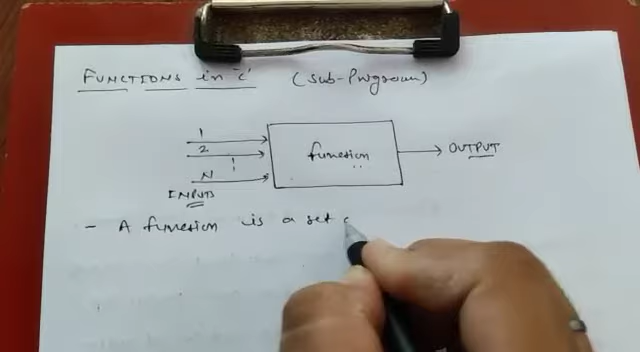 FUNCTIONS in 'C' (Sub-Program)
1
2
N
INPUTS
function
OUTPUT
- A function is a set